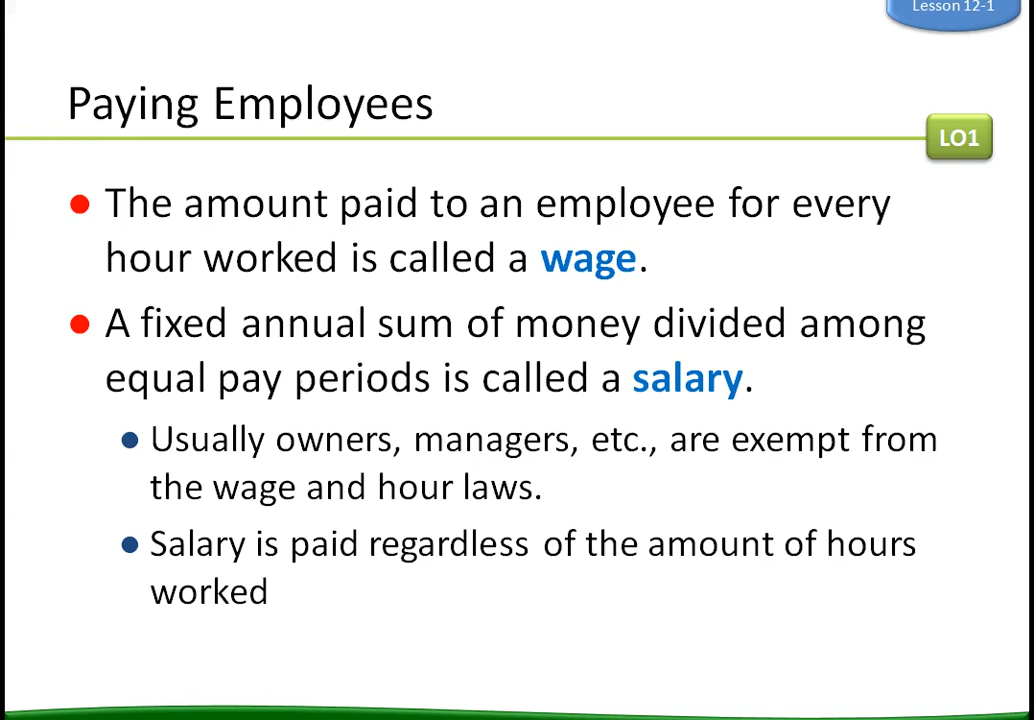 Lesson 12-1
Paying Employees
LO1
● The amount paid to an employee for every
hour worked is called a wage.
● A fixed annual sum of money divided among
equal pay periods is called a salary.
● Usually owners, managers, etc., are exempt from
the wage and hour laws.
● Salary is paid regardless of the amount of hours
worked